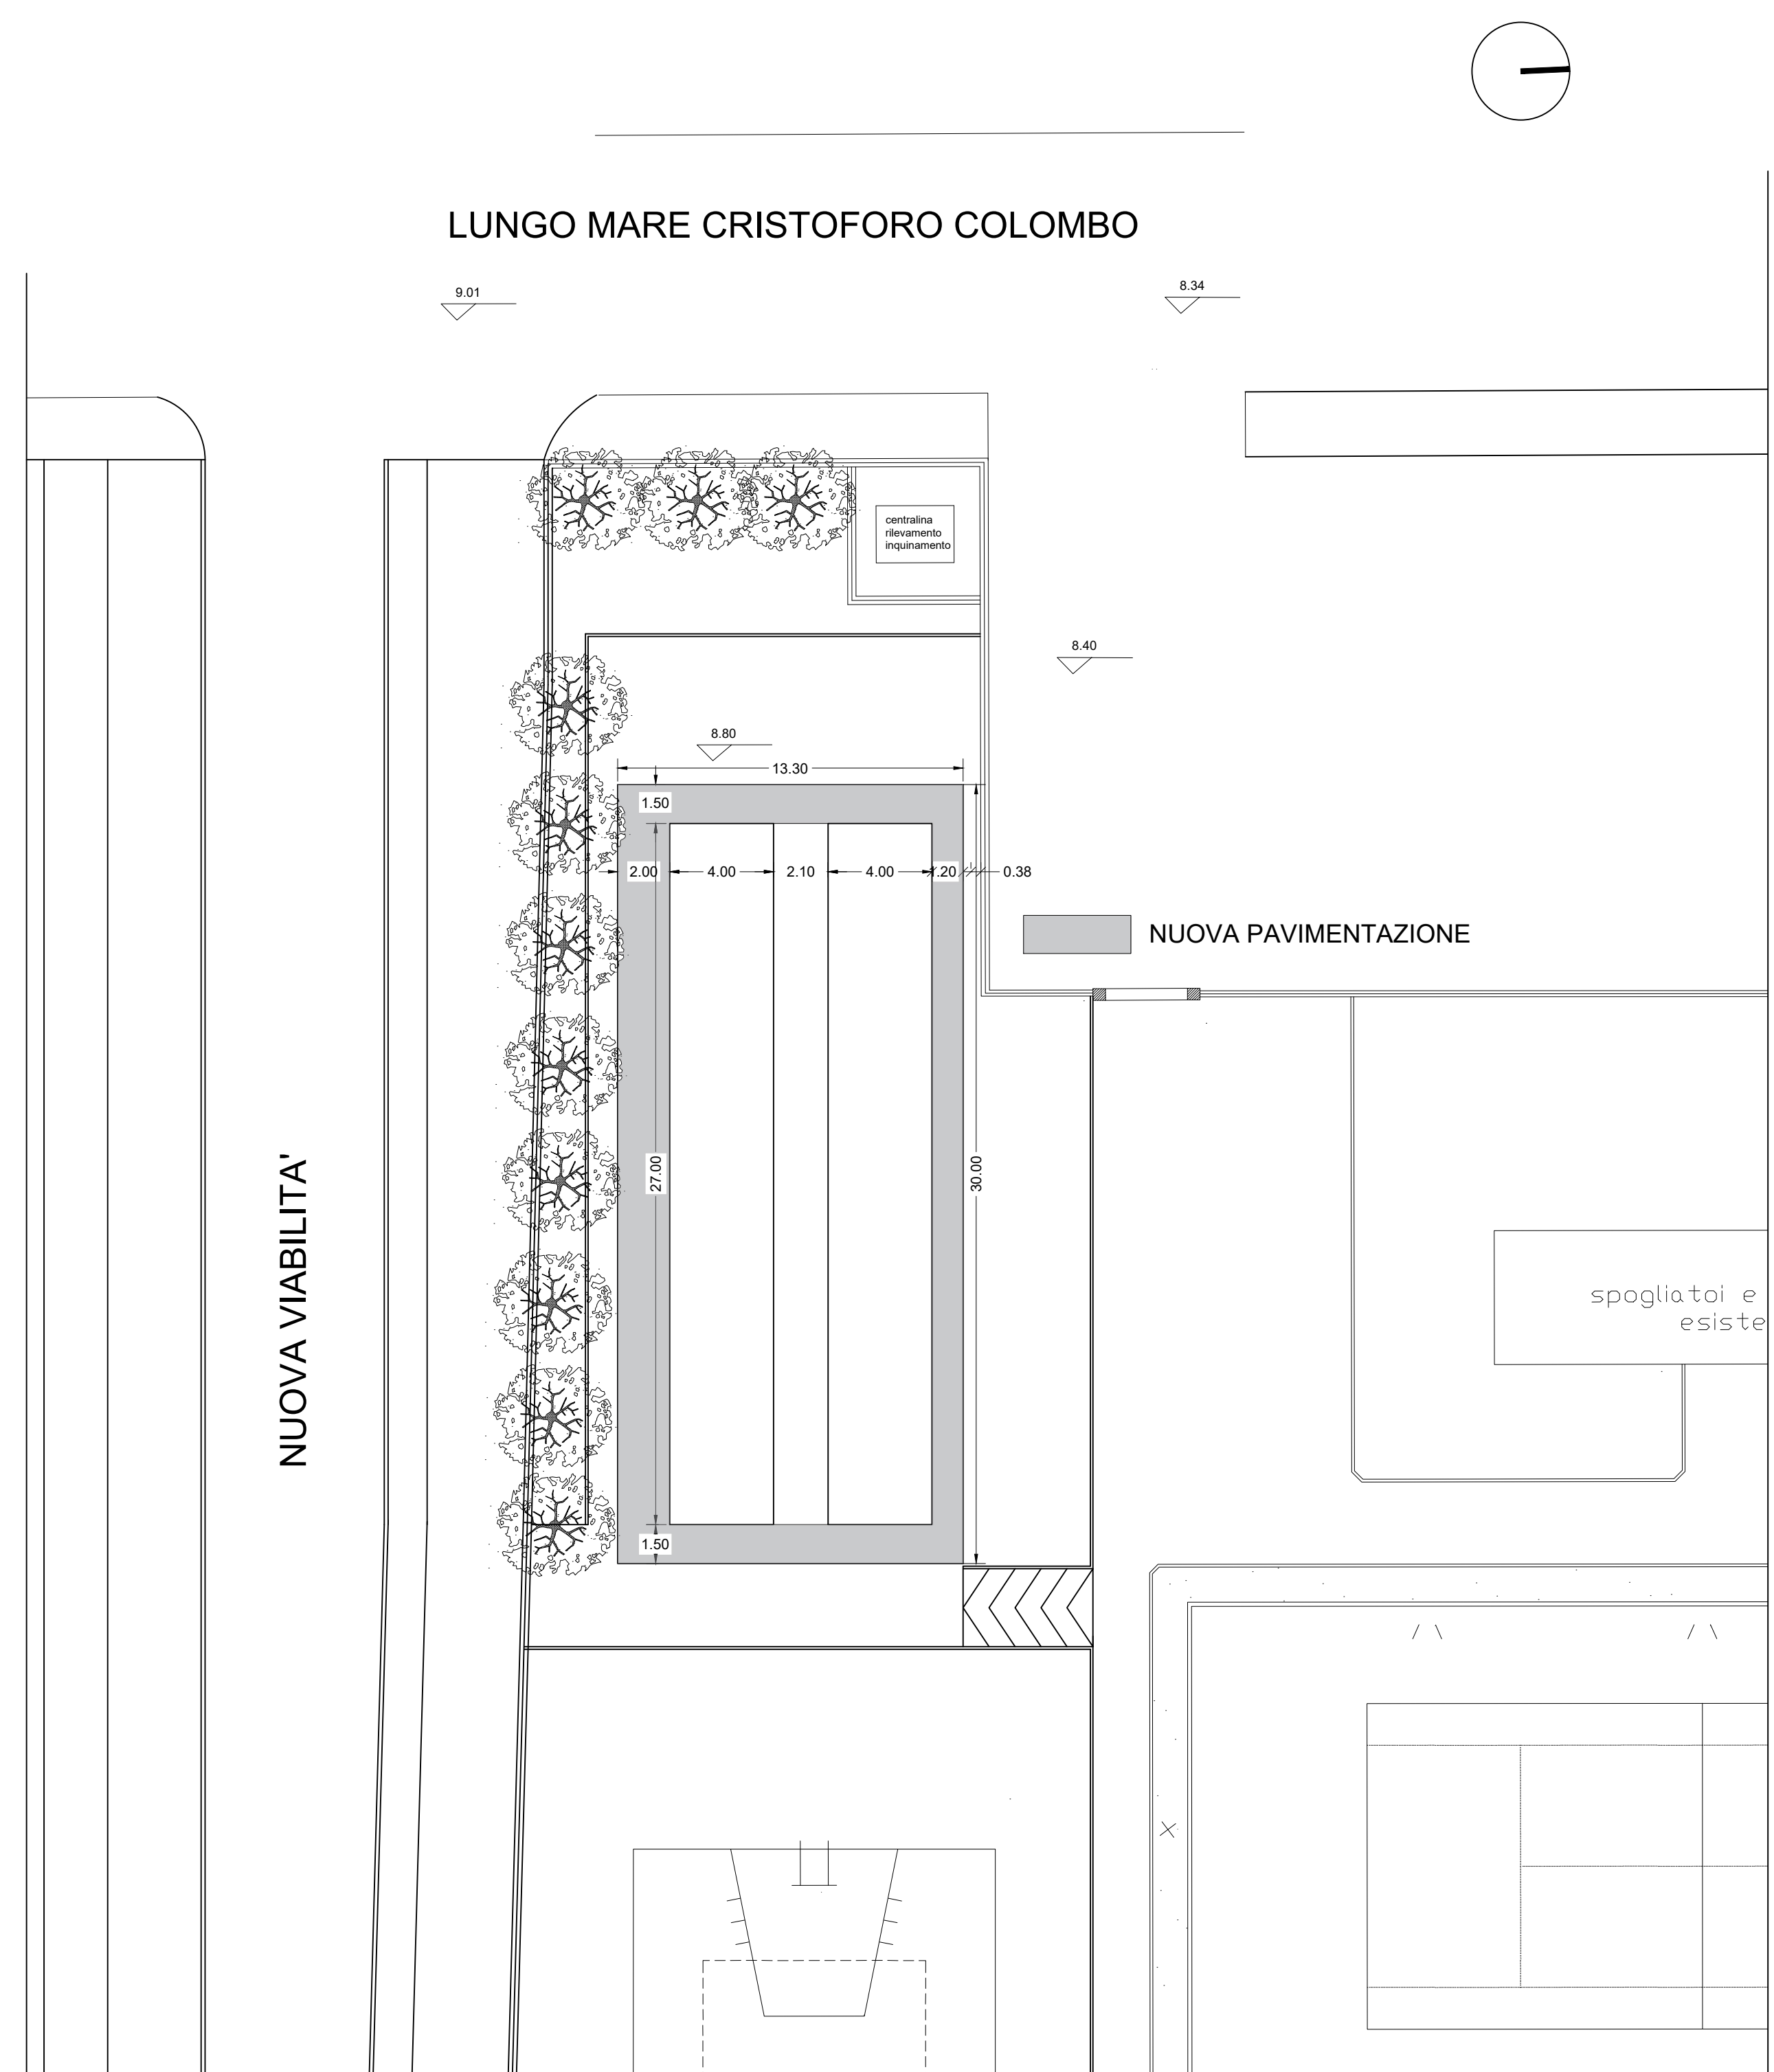 LUNGO MARE CRISTOFORO COLOMBO
9.01
8.34
centralina
rilevamento
inquinamento
8.40
8.80
13.30
1.50
2.00
4.00
2.10
4.00
1.20
0.38
NUOVA PAVIMENTAZIONE
27.00
30.00
NUOVA VIABILITA'
spogliatoi e
esiste
1.50